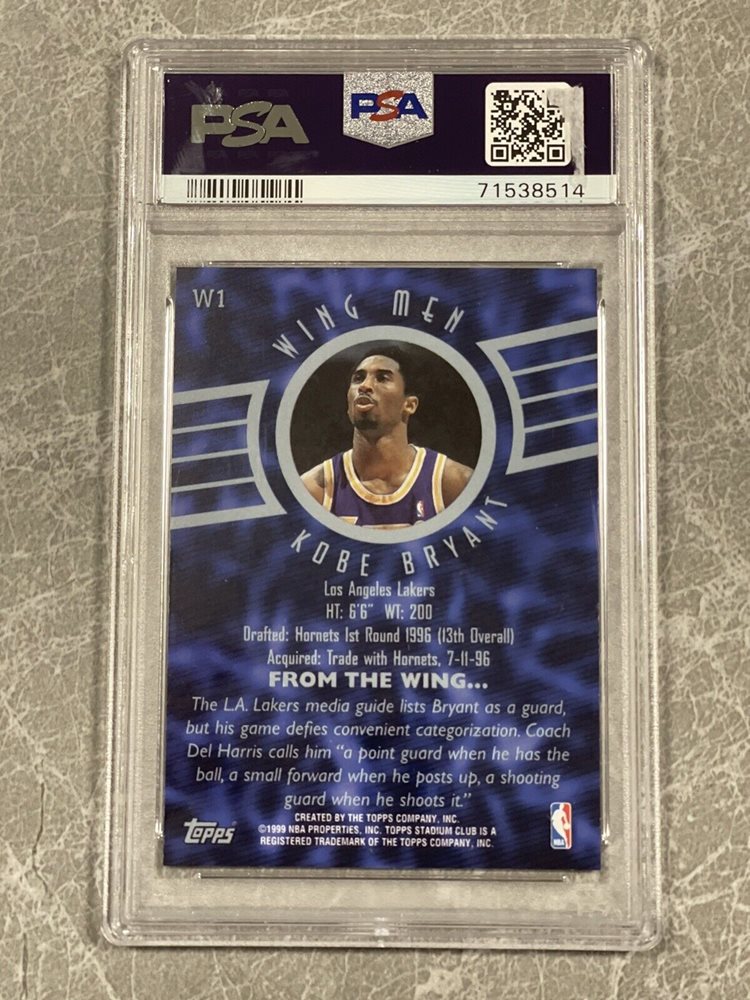 PSA
PSA
71538514
W1
WING MEN
KOBE BRYANT
Los Angeles Lakers
HT: 6'6" WT: 200
Drafted: Hornets 1st Round 1996 (13th Overall)
Acquired: Trade with Hornets, 7-11-96
FROM THE WING...
The L.A. Lakers media guide lists Bryant as a guard,
but his game defies convenient categorization. Coach
Del Harris calls him "a point guard when he has the
ball, a small forward when he posts up, a shooting
guard when he shoots it."
CREATED BY THE TOPPS COMPANY, INC.
©1999 NBA PROPERTIES, INC. TOPPS STADIUM CLUB IS A
REGISTERED TRADEMARK OF THE TOPPS COMPANY, INC.
TOPPS
NBA